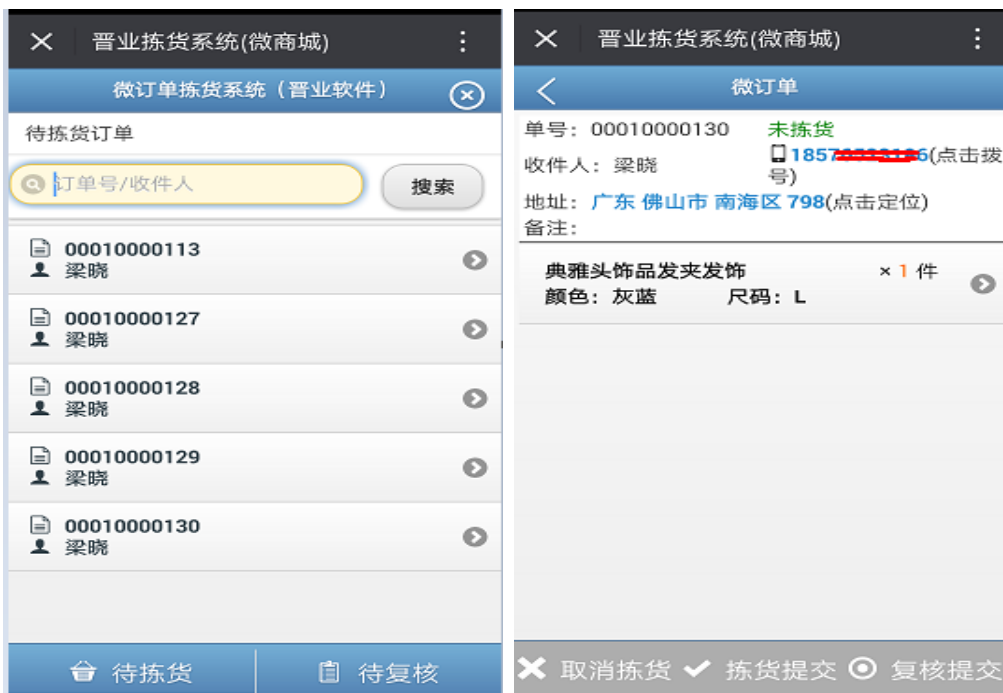 晋业拣货系统(微商城)
微订单拣货系统（晋业软件）
待拣货订单
订单号/收件人
搜索
00010000113
梁晓
00010000127
梁晓
00010000128
梁晓
00010000129
梁晓
00010000130
梁晓
待拣货 待复核
晋业拣货系统(微商城)
微订单
单号: 00010000130 未拣货
收件人: 梁晓 1857 6(点击拨
号)
地址: 广东 佛山市 南海区 798(点击定位)
备注:
典雅头饰品发夹发饰 × 1 件
颜色: 灰蓝 尺码: L
取消拣货 拣货提交 复核提交